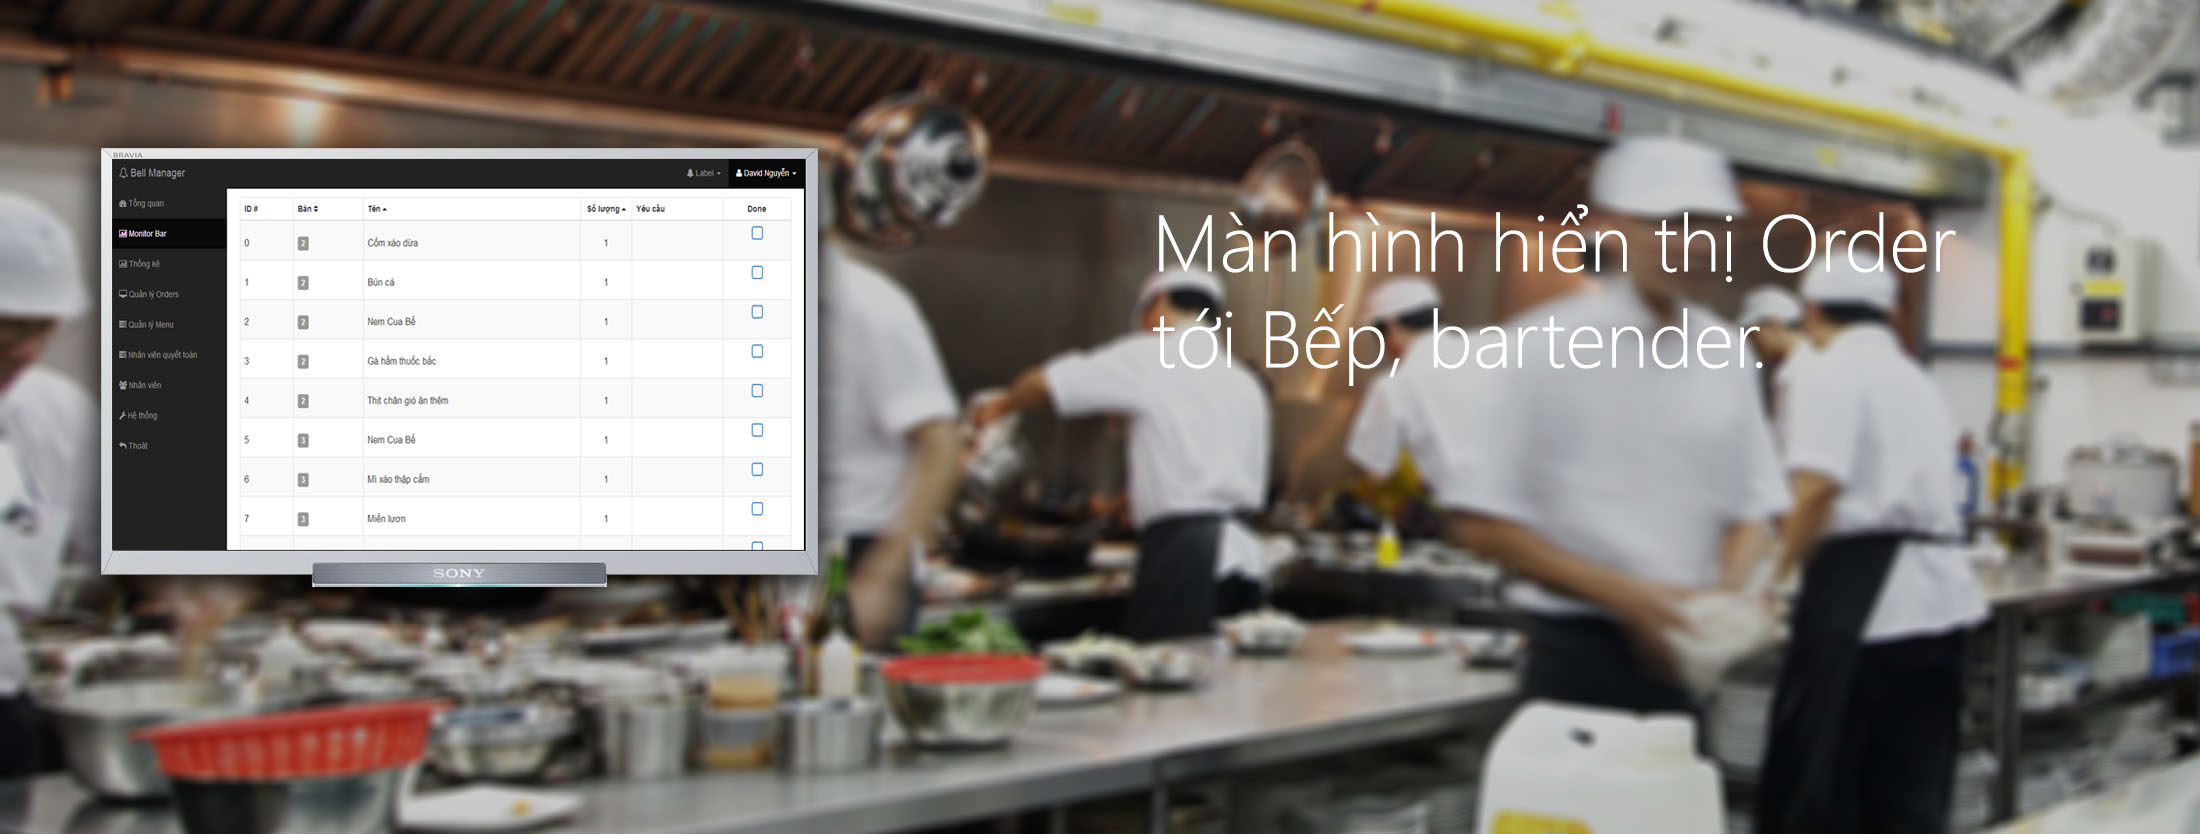 BRAVIA
Bell Manager
Label
David Nguyễn
Tổng quan
Monitor Bar
Thống kê
Quản lý Orders
Quản lý Menu
Nhân viên quyết toán
Nhân viên
Hệ thống
Thoát
ID # Bàn Tên Số lượng Yêu cầu Done
0 2 Cốm xào dừa 1
1 2 Bún cá 1
2 2 Nem Cua Bể 1
3 2 Gà hầm thuốc bắc 1
4 2 Thịt chân giò ăn thêm 1
5 3 Nem Cua Bể 1
6 3 Mì xào thập cẩm 1
7 3 Miến lươn 1
SONY
Màn hình hiển thị Order
tới Bếp, bartender.